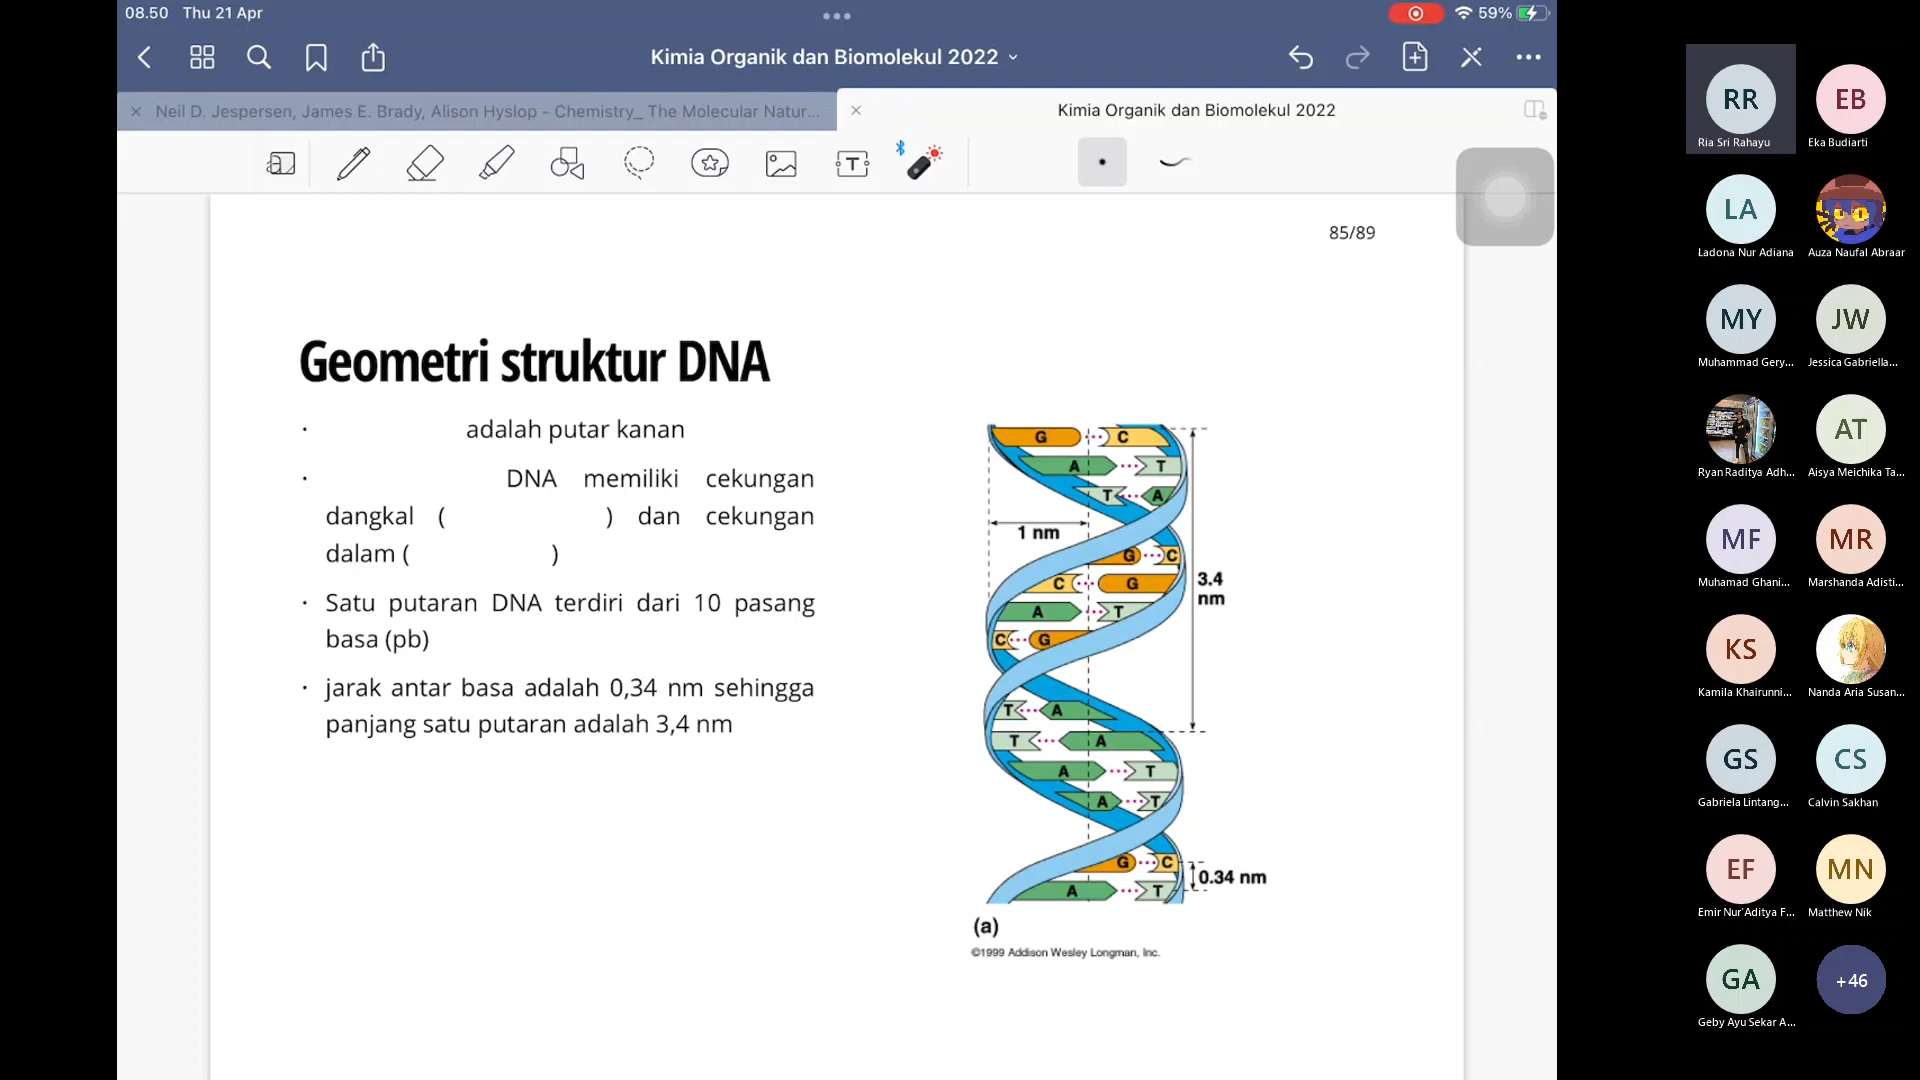 08.50 Thu 21 Apr
59%
Kimia Organik dan Biomolekul 2022
Neil D. Jespersen, James E. Brady, Alison Hyslop - Chemistry_ The Molecular Natur...
Kimia Organik dan Biomolekul 2022
85/89
Geometri struktur DNA
· adalah putar kanan
· DNA memiliki cekungan
dangkal ( ) dan cekungan
dalam ( )
· Satu putaran DNA terdiri dari 10 pasang
basa (pb)
· jarak antar basa adalah 0,34 nm sehingga
panjang satu putaran adalah 3,4 nm
G C
A T
T A
1 nm
G C
C G
3.4
nm
A T
C G
T A
T A
A T
A T
G C
0.34 nm
A T
(a)
©1999 Addison Wesley Longman, Inc.
RR EB
Ria Sri Rahayu Eka Budiarti
LA
Ladona Nur Adiana Auza Naufal Abraar
MY JW
Muhammad Gery... Jessica Gabriella...
AT
Ryan Raditya Adh... Aisya Meichika Ta...
MF MR
Muhamad Ghani... Marshanda Adisti...
KS
Kamila Khairunni... Nanda Aria Susan...
GS CS
Gabriela Lintang... Calvin Sakhan
EF MN
Emir Nur'Aditya F... Matthew Nik
GA +46
Geby Ayu Sekar A...